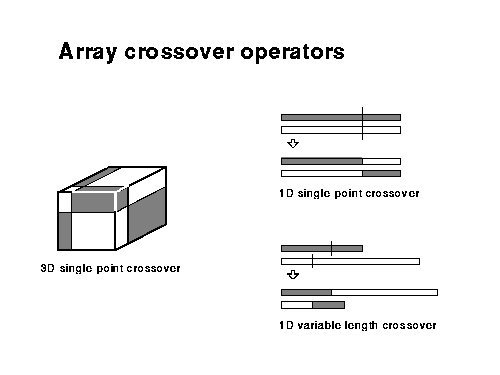 Array crossover operators
1D single point crossover
3D single point crossover
1D variable length crossover